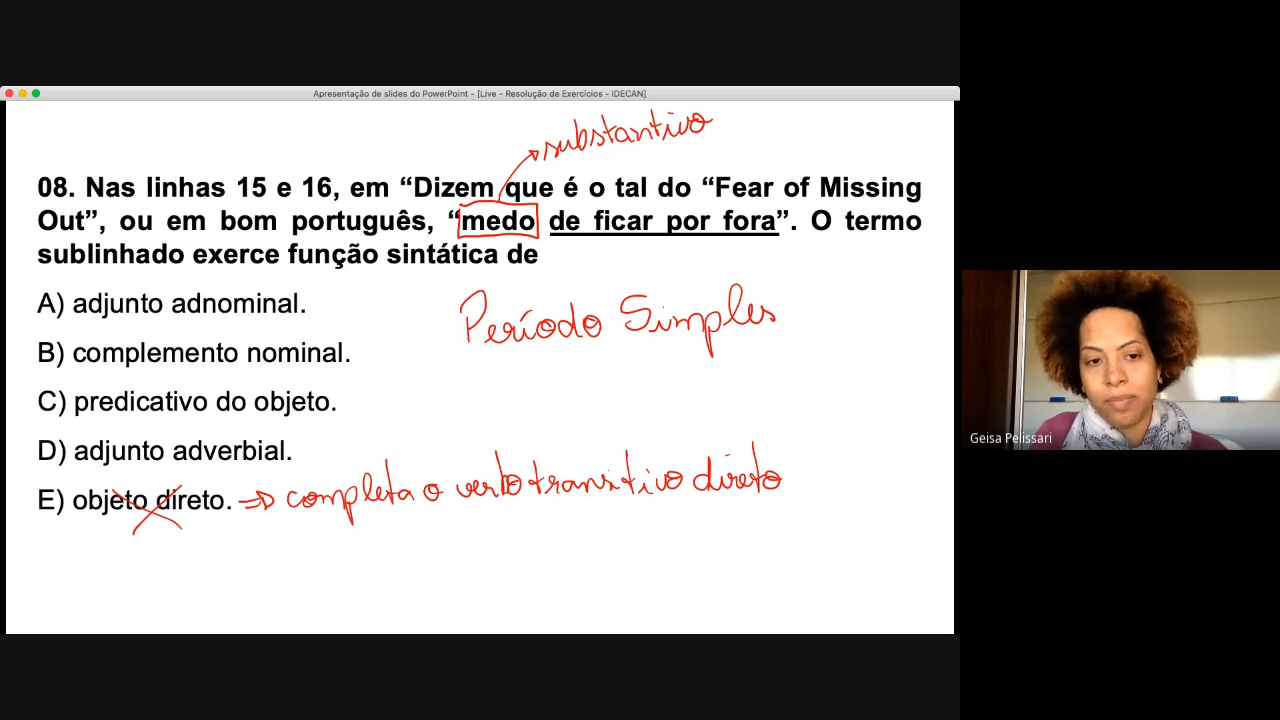 Apresentação de slides do PowerPoint - [Live - Resolução de Exercícios - IDECAN]
substantivo
08. Nas linhas 15 e 16, em “Dizem que é o tal do “Fear of Missing
Out”, ou em bom português, “medo de ficar por fora”. O termo
sublinhado exerce função sintática de
A) adjunto adnominal.
Período Simples
B) complemento nominal.
C) predicativo do objeto.
D) adjunto adverbial.
E) objeto direto. => completa o verbo transitivo direto
Geisa Pelissari